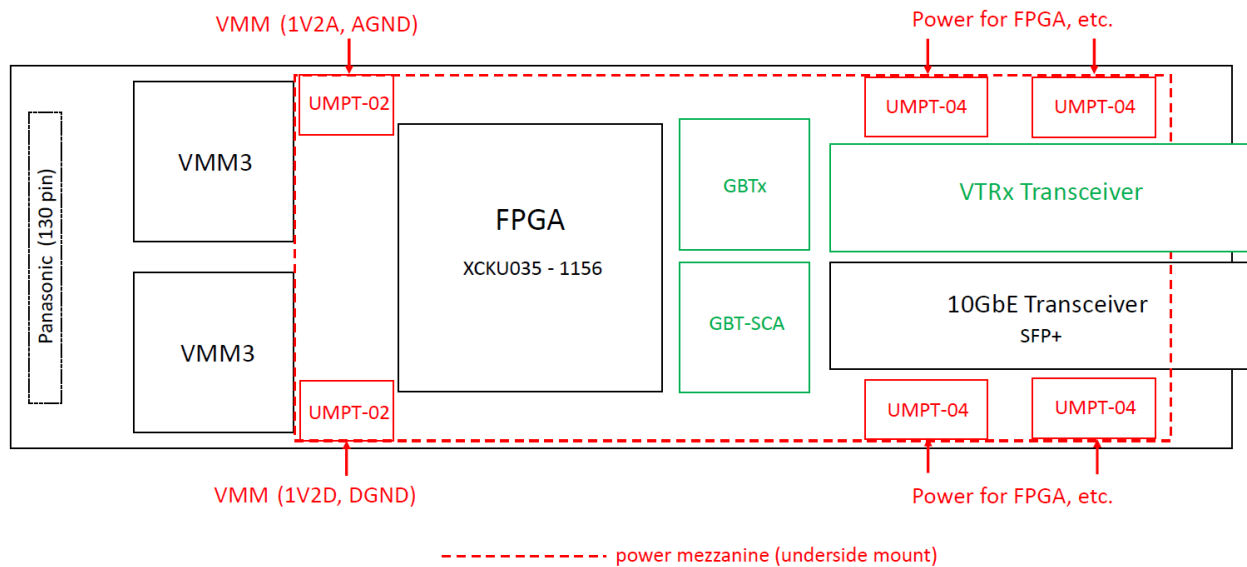 VMM (1V2A, AGND)
Power for FPGA, etc.
UMPT-02
UMPT-04
UMPT-04
Panasonic (130 pin)
VMM3
FPGA
XCKU035 - 1156
GBTx
VTRx Transceiver
VMM3
GBT-SCA
10GbE Transceiver
SFP+
UMPT-02
UMPT-04
UMPT-04
VMM (1V2D, DGND)
Power for FPGA, etc.
power mezzanine (underside mount)